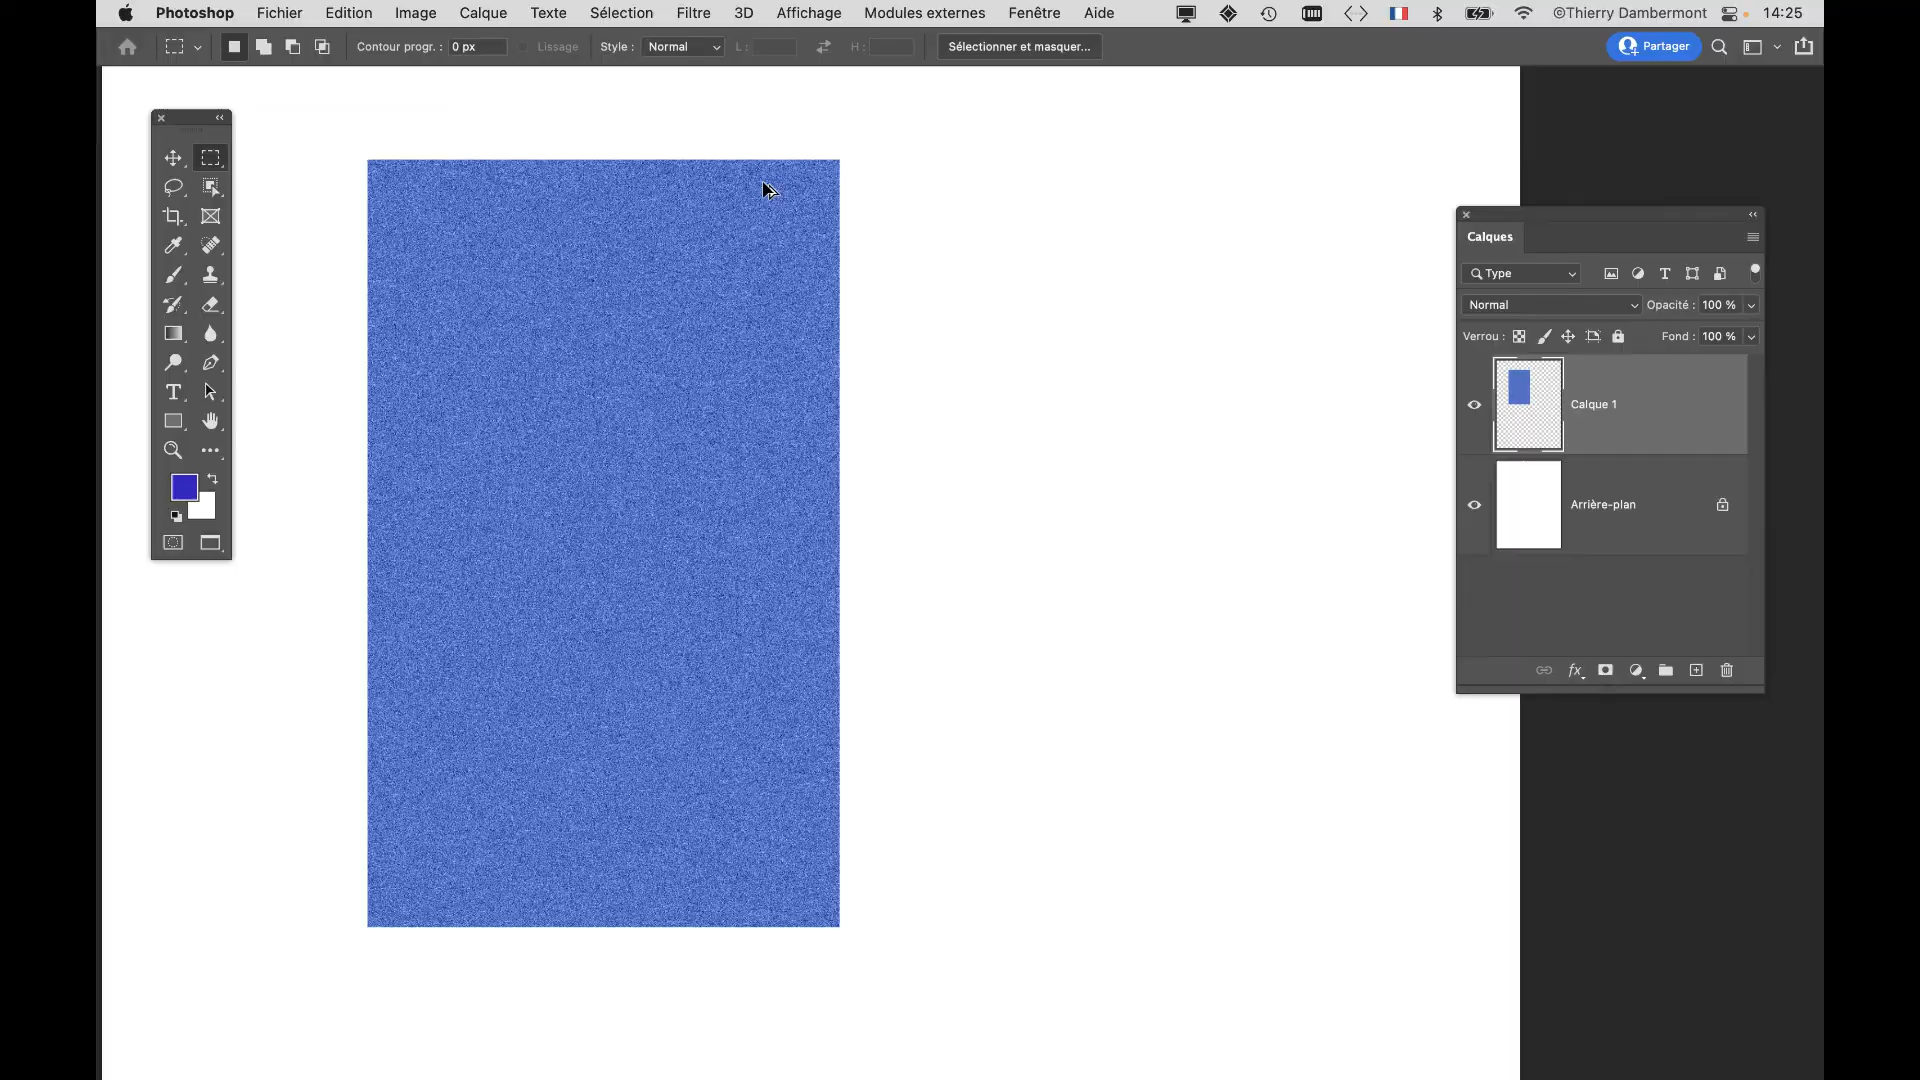 Photoshop Fichier Edition Image Calque Texte Sélection Filtre 3D Affichage Modules externes Fenêtre Aide ©Thierry Dambermont 14:25
Contour progr. : 0 px Lissage Style : Normal L : H : Sélectionner et masquer... Partager
Calques
Type
Normal Opacité : 100 %
Verrou : Fond : 100 %
Calque 1
Arrière-plan
fx